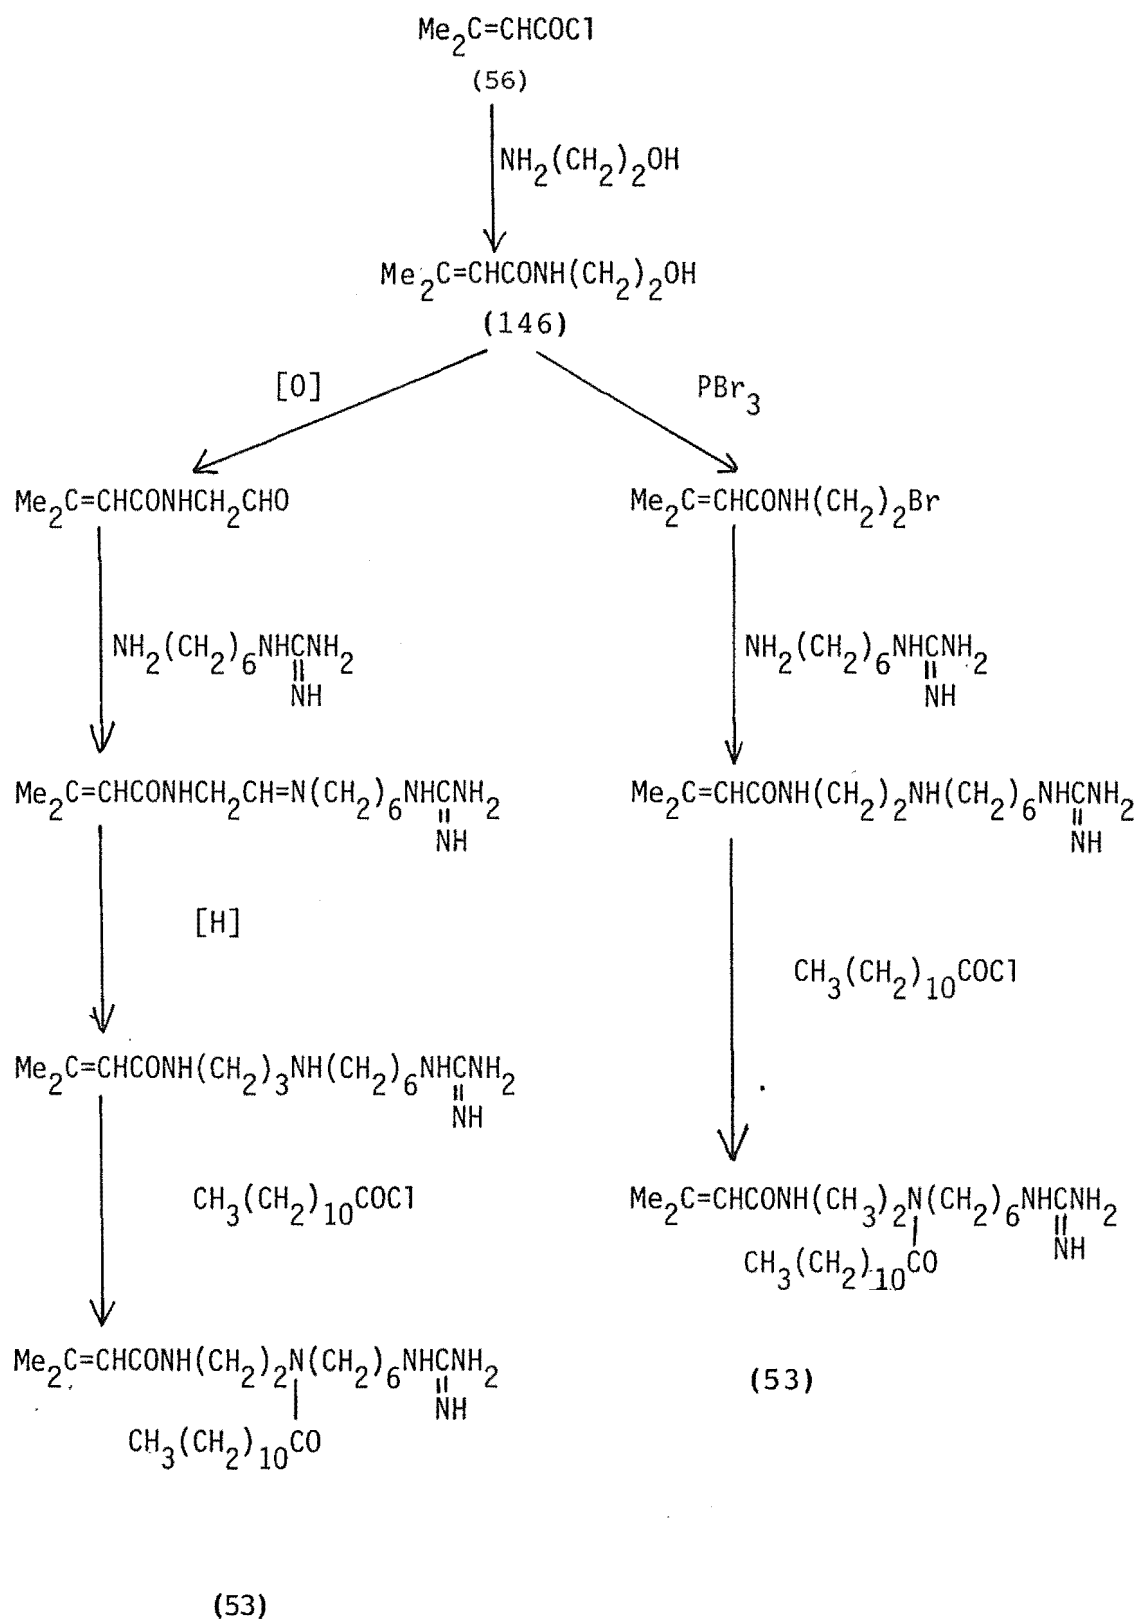 Me2C=CHCOCl
(56)
NH2(CH2)2OH
Me2C=CHCONH(CH2)2OH
(146)
[O]
PBr3
Me2C=CHCONHCH2CHO
Me2C=CHCONH(CH2)2Br
NH2(CH2)6NHCNH2
NH
NH2(CH2)6NHCNH2
NH
Me2C=CHCONHCH2CH=N(CH2)6NHCNH2
NH
Me2C=CHCONH(CH2)2NH(CH2)6NHCNH2
NH
[H]
CH3(CH2)10COCl
Me2C=CHCONH(CH2)3NH(CH2)6NHCNH2
NH
CH3(CH2)10COCl
Me2C=CHCONH(CH3)2N(CH2)6NHCNH2
NH
CH3(CH2)10CO
(53)
Me2C=CHCONH(CH2)2N(CH2)6NHCNH2
NH
CH3(CH2)10CO
(53)